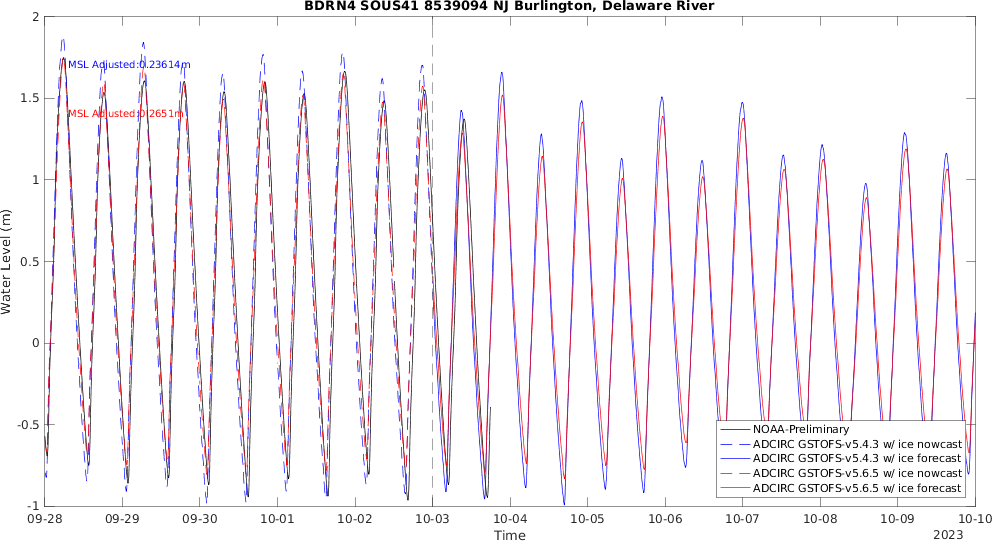 BDRN4 SOUS41 8539094 NJ Burlington, Delaware River
2
1.5
1
0.5
0
-0.5
-1
Water Level (m)
MSL Adjusted:0.23614m
MSL Adjusted:0.2651m
NOAA-Preliminary
ADCIRC GSTOFS-v5.4.3 w/ ice nowcast
ADCIRC GSTOFS-v5.4.3 w/ ice forecast
ADCIRC GSTOFS-v5.6.5 w/ ice nowcast
ADCIRC GSTOFS-v5.6.5 w/ ice forecast
09-28 09-29 09-30 10-01 10-02 10-03 10-04 10-05 10-06 10-07 10-08 10-09 10-10
Time
2023